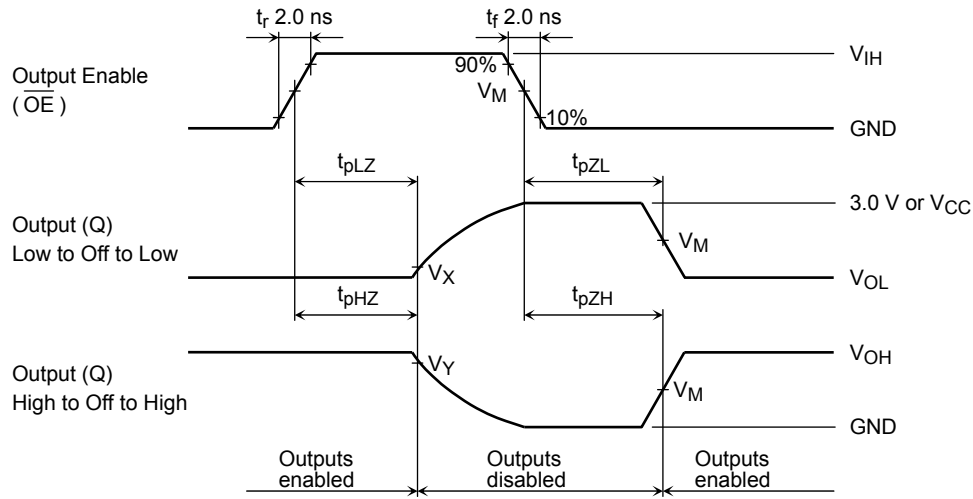 tr 2.0 ns
tf 2.0 ns
Output Enable
( OE )
90%
VM
10%
VIH
GND
tpLZ
tpZL
3.0 V or VCC
Output (Q)
Low to Off to Low
VX
VM
VOL
tpHZ
tpZH
VOH
Output (Q)
High to Off to High
VY
VM
GND
Outputs
enabled
Outputs
disabled
Outputs
enabled